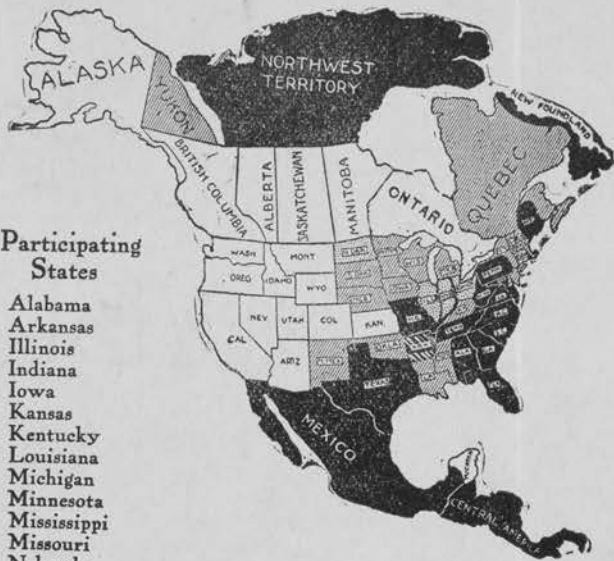 ALASKA
YUKON
NORTHWEST
TERRITORY
NEW FOUNDLAND
BRITISH COLUMBIA
ALBERTA
SASKATCHEWAN
MANITOBA
ONTARIO
QUEBEC
WASH
MONT
OREG
IDAHO
WYO
NEV
UTAH
COL
KAN.
CAL
ARIZ
TEXAS
MEXICO
CENTRAL AMERICA
Participating
States
Alabama
Arkansas
Illinois
Indiana
Iowa
Kansas
Kentucky
Louisiana
Michigan
Minnesota
Mississippi
Missouri